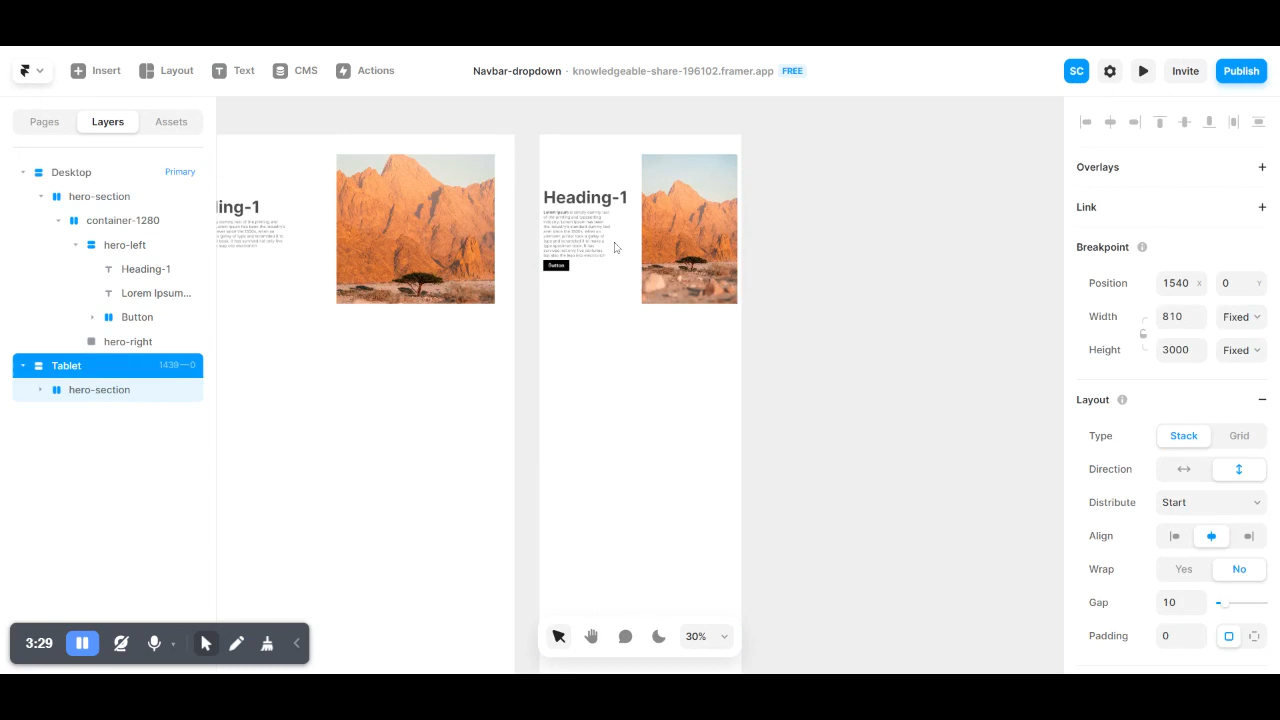 Insert Layout Text CMS Actions
Navbar-dropdown · knowledgeable-share-196102.framer.app FREE
SC Invite Publish
Pages Layers Assets
Desktop Primary
hero-section
container-1280
hero-left
Heading-1
Lorem Ipsum...
Button
hero-right
Tablet 1439—0
hero-section
3:29
ing-1
Heading-1
Button
30%
Overlays
Link
Breakpoint
Position 1540 X 0 Y
Width 810 Fixed
Height 3000 Fixed
Layout
Type Stack Grid
Direction
Distribute Start
Align
Wrap Yes No
Gap 10
Padding 0